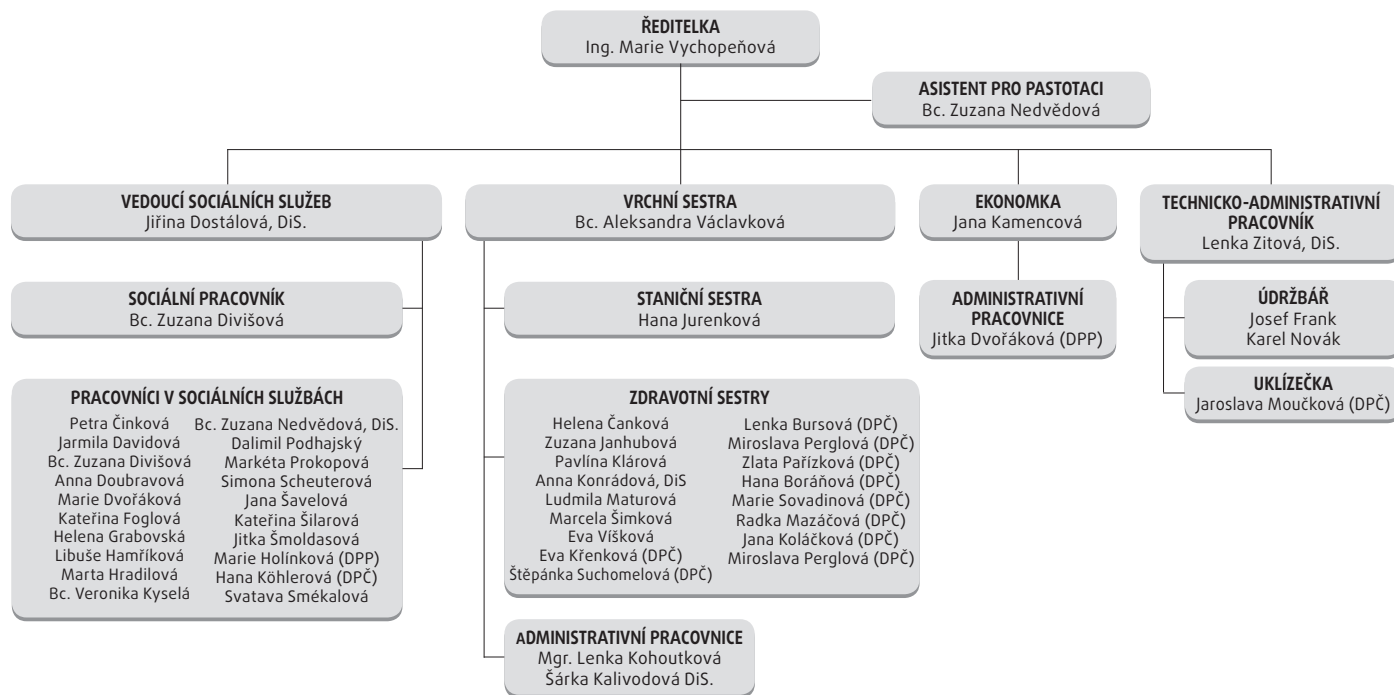 ŘEDITELKA
Ing. Marie Vychopeňová
ASISTENT PRO PASTOTACI
Bc. Zuzana Nedvědová
VEDOUCÍ SOCIÁLNÍCH SLUŽEB
Jiřina Dostálová, DiS.
SOCIÁLNÍ PRACOVNÍK
Bc. Zuzana Divišová
PRACOVNÍCI V SOCIÁLNÍCH SLUŽBÁCH
Petra Činková
Jarmila Davidová
Bc. Zuzana Divišová
Anna Doubravová
Marie Dvořáková
Kateřina Foglová
Helena Grabovská
Libuše Hamříková
Marta Hradilová
Bc. Veronika Kyselá
Bc. Zuzana Nedvědová, DiS.
Dalimil Podhajský
Markéta Prokopová
Simona Scheuterová
Jana Šavelová
Kateřina Šilarová
Jitka Šmoldasová
Marie Holínková (DPP)
Hana Köhlerová (DPČ)
Svatava Smékalová
VRCHNÍ SESTRA
Bc. Aleksandra Václavková
STANIČNÍ SESTRA
Hana Jurenková
ZDRAVOTNÍ SESTRY
Helena Čanková
Zuzana Janhubová
Pavlína Klárová
Anna Konrádová, DiS
Ludmila Maturová
Marcela Šimková
Eva Víšková
Eva Křenková (DPČ)
Štěpánka Suchomelová (DPČ)
Lenka Bursová (DPČ)
Miroslava Perglová (DPČ)
Zlata Pařízková (DPČ)
Hana Boráňová (DPČ)
Marie Sovadinová (DPČ)
Radka Mazáčová (DPČ)
Jana Koláčková (DPČ)
Miroslava Perglová (DPČ)
ADMINISTRATIVNÍ PRACOVNICE
Mgr. Lenka Kohoutková
Šárka Kalivodová DiS.
EKONOMKA
Jana Kamencová
ADMINISTRATIVNÍ
PRACOVNICE
Jitka Dvořáková (DPP)
TECHNICKO-ADMINISTRATIVNÍ
PRACOVNÍK
Lenka Zitová, DiS.
ÚDRŽBÁŘ
Josef Frank
Karel Novák
UKLÍZEČKA
Jaroslava Moučková (DPČ)